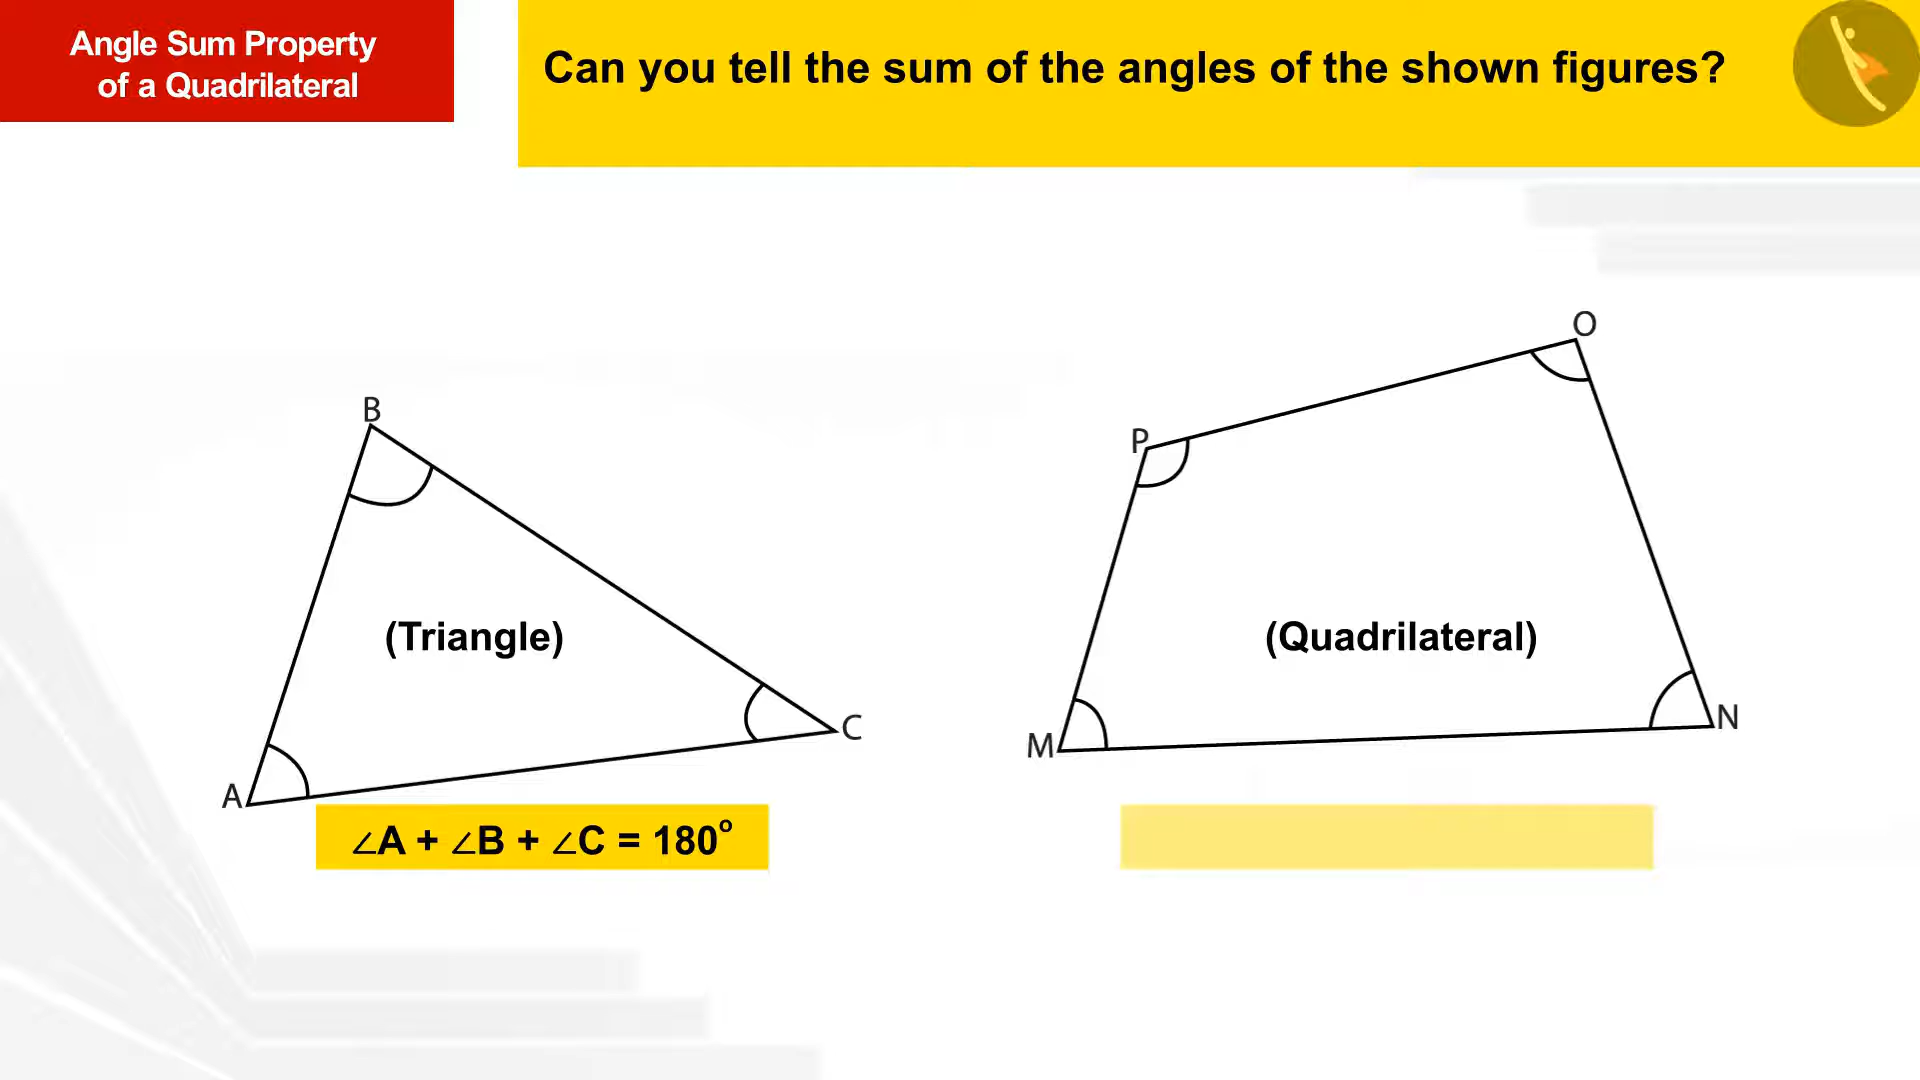 Angle Sum Property
of a Quadrilateral
Can you tell the sum of the angles of the shown figures?
O
B
P
(Triangle)
(Quadrilateral)
C
N
M
A
∠A + ∠B + ∠C = 180°